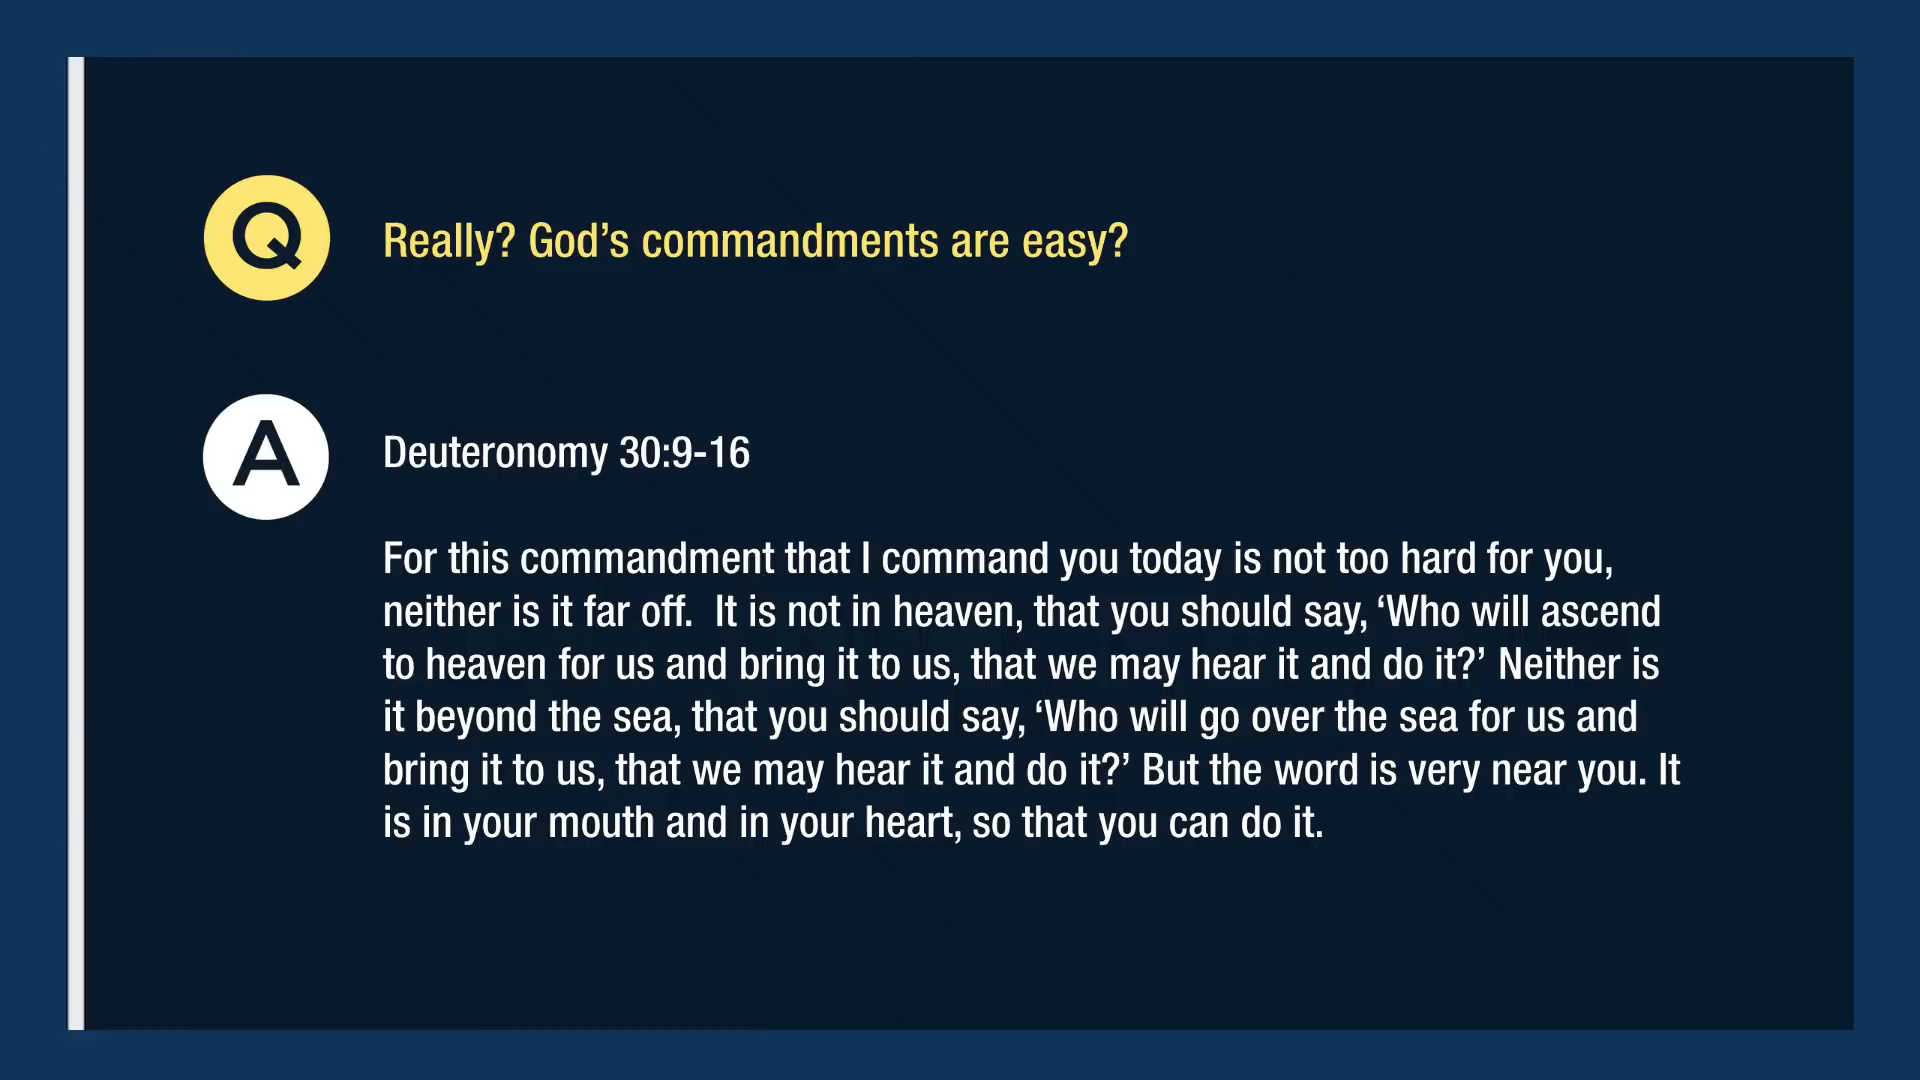 Q
Really? God’s commandments are easy?
A
Deuteronomy 30:9-16
For this commandment that I command you today is not too hard for you,
neither is it far off.  It is not in heaven, that you should say, ‘Who will ascend
to heaven for us and bring it to us, that we may hear it and do it?’ Neither is
it beyond the sea, that you should say, ‘Who will go over the sea for us and
bring it to us, that we may hear it and do it?’ But the word is very near you. It
is in your mouth and in your heart, so that you can do it.